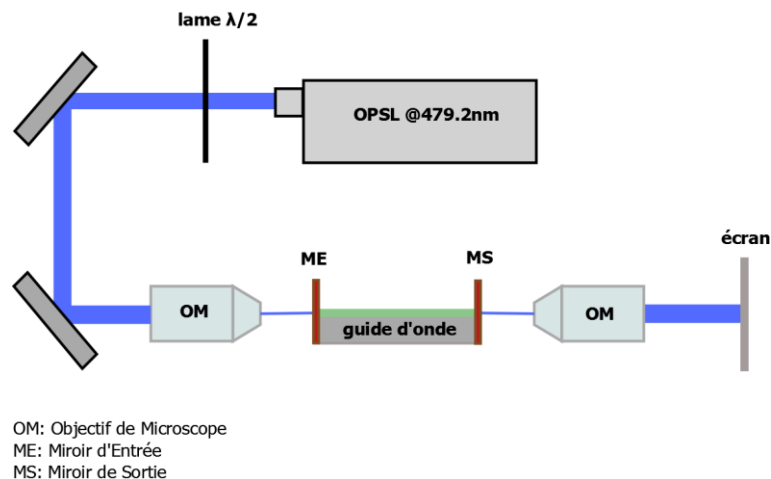 lame λ/2
OPSL @479.2nm
écran
ME
MS
OM
guide d'onde
OM
OM: Objectif de Microscope
ME: Miroir d'Entrée
MS: Miroir de Sortie